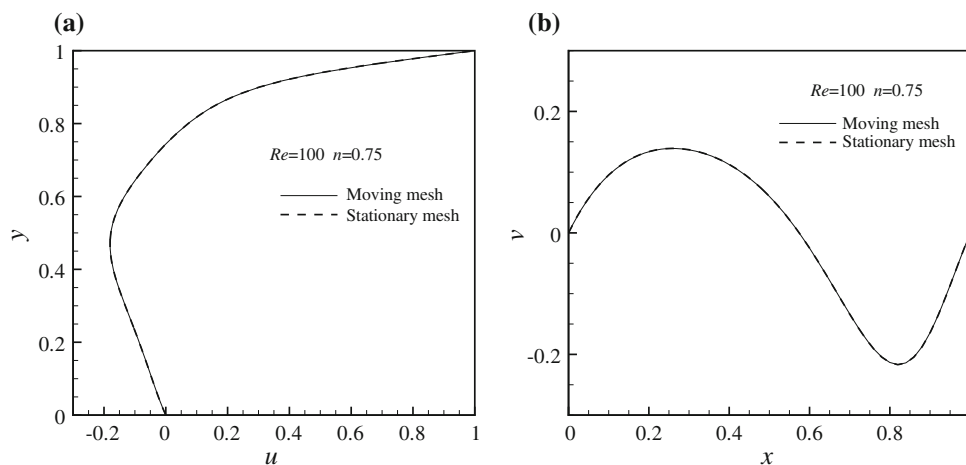 (a)
1
0.8
0.6
0.4
0.2
0
y
Re=100 n=0.75
Moving mesh
Stationary mesh
-0.2 0 0.2 0.4 0.6 0.8 1
u
(b)
0.2
0
-0.2
v
Re=100 n=0.75
Moving mesh
Stationary mesh
0 0.2 0.4 0.6 0.8
x